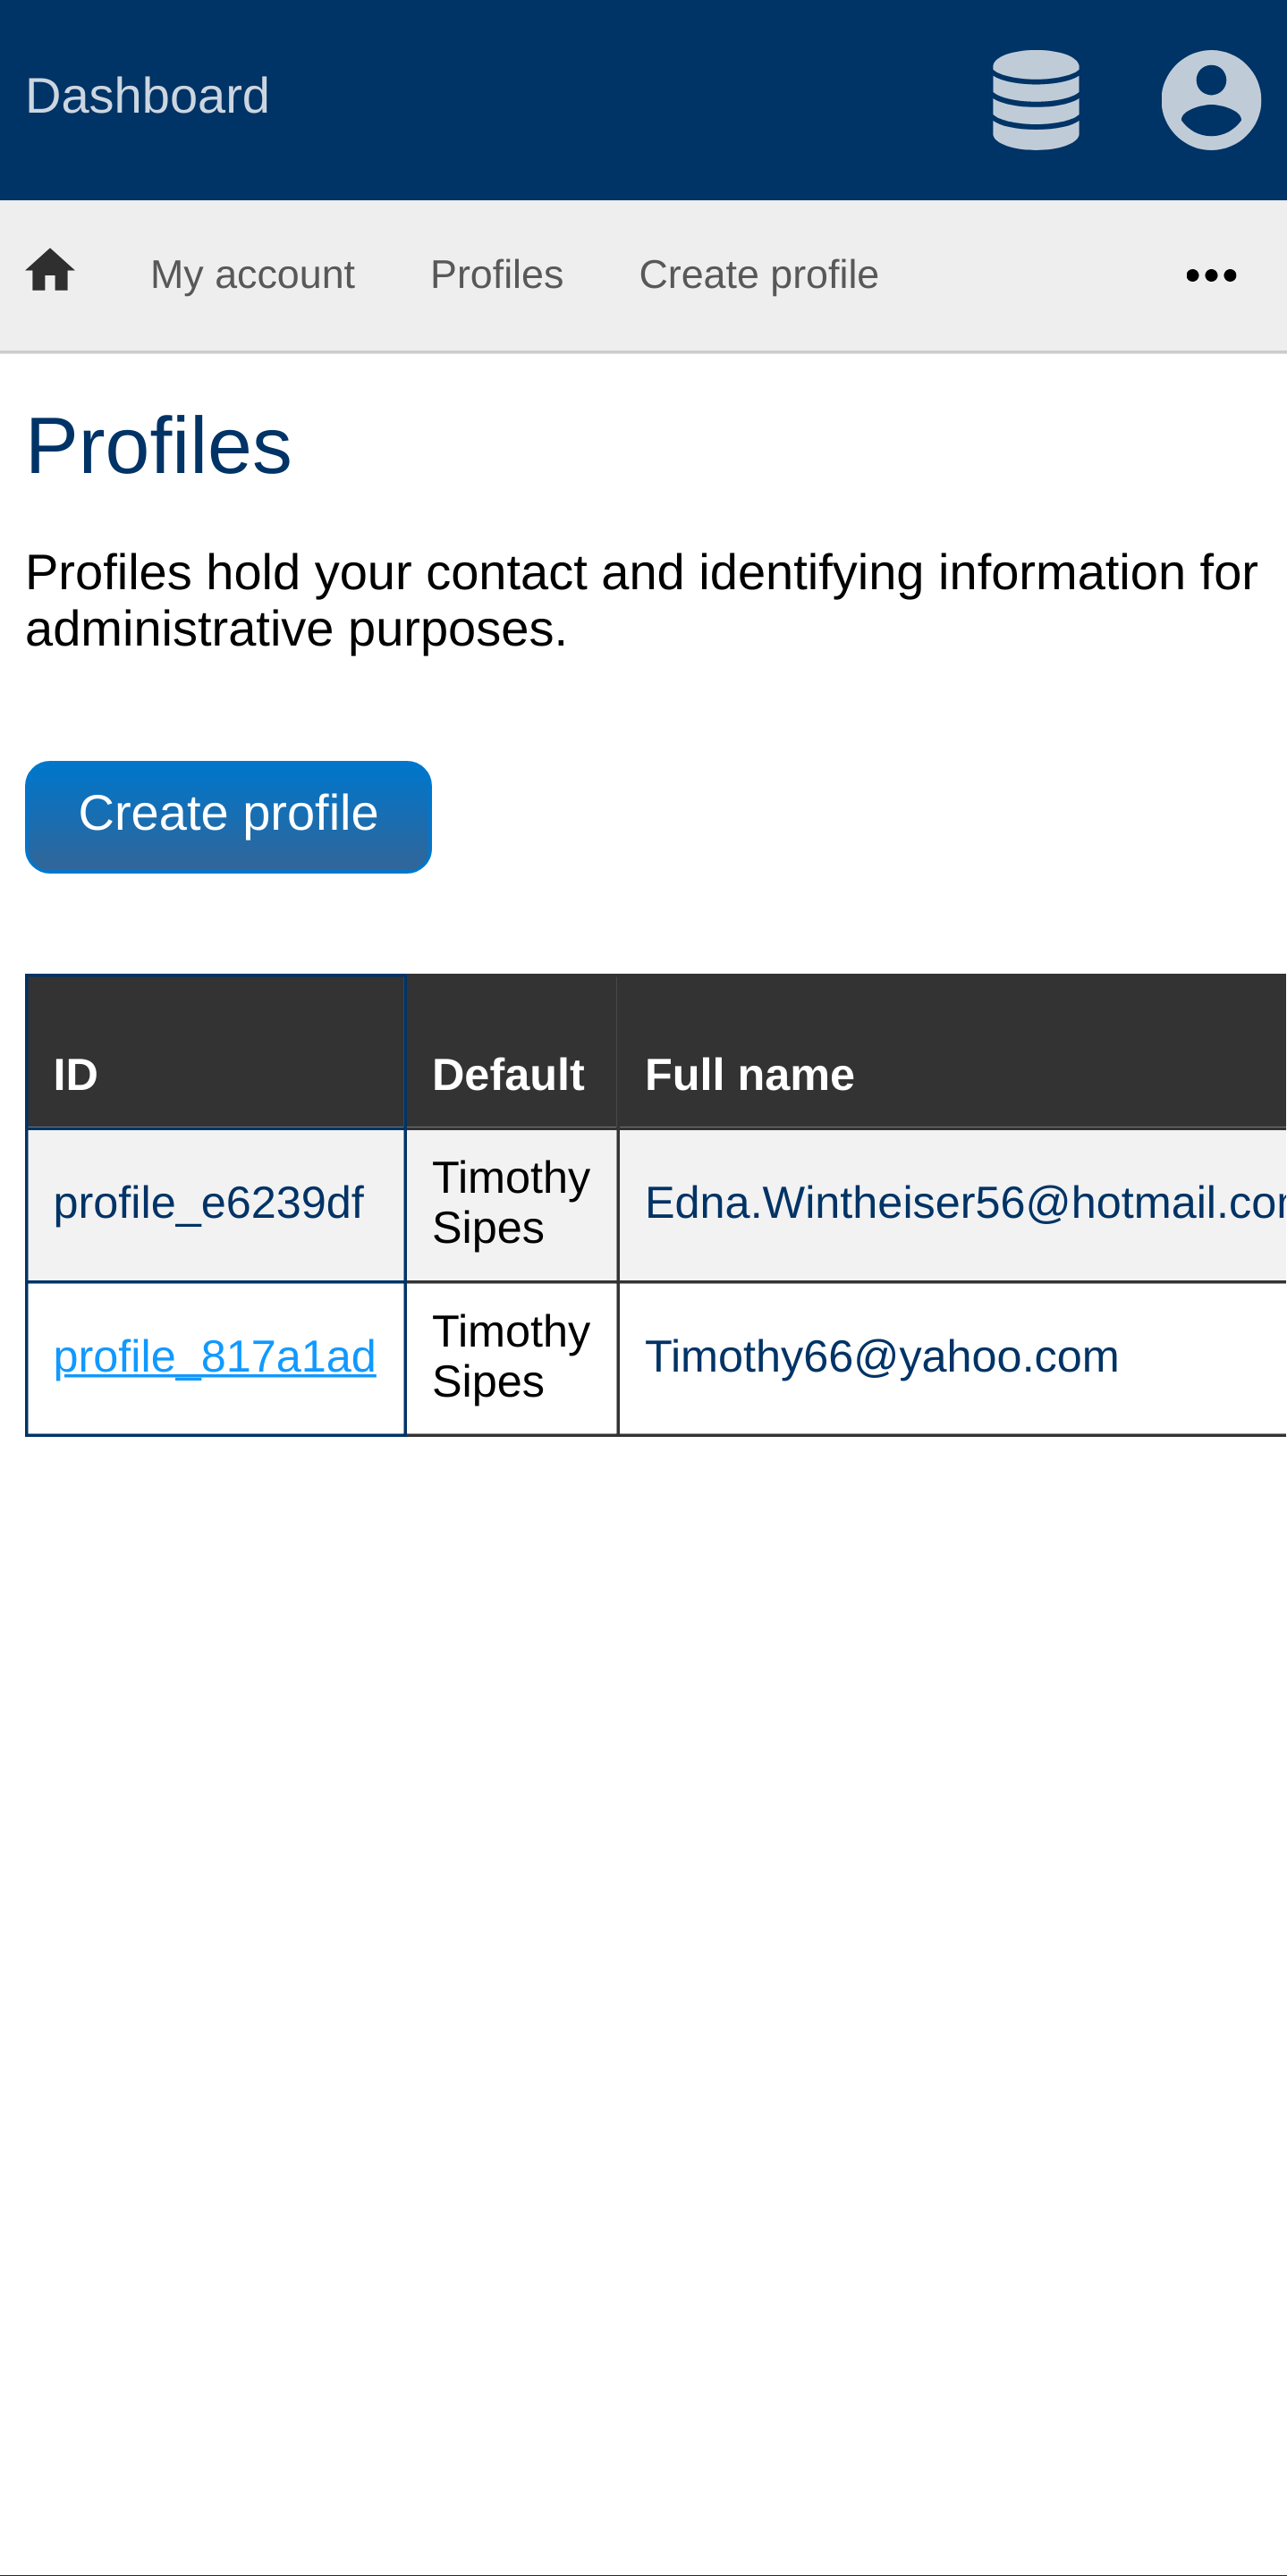 Dashboard
My account Profiles Create profile
Profiles
Profiles hold your contact and identifying information for
administrative purposes.
Create profile
ID Default Full name
profile_e6239df Timothy Sipes Edna.Wintheiser56@hotmail.co
profile_817a1ad Timothy Sipes Timothy66@yahoo.com